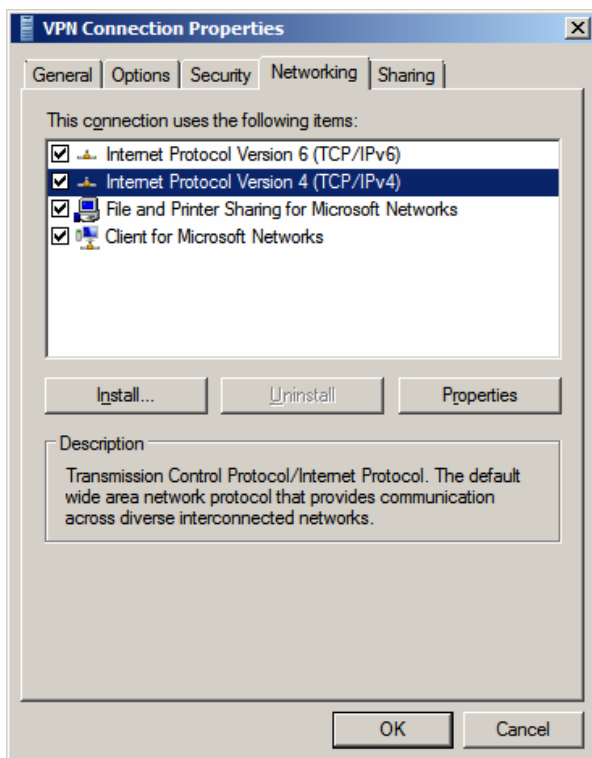 VPN Connection Properties
General Options Security Networking Sharing
This connection uses the following items:
Internet Protocol Version 6 (TCP/IPv6)
Internet Protocol Version 4 (TCP/IPv4)
File and Printer Sharing for Microsoft Networks
Client for Microsoft Networks
Install... Uninstall Properties
Description
Transmission Control Protocol/Internet Protocol. The default
wide area network protocol that provides communication
across diverse interconnected networks.
OK Cancel